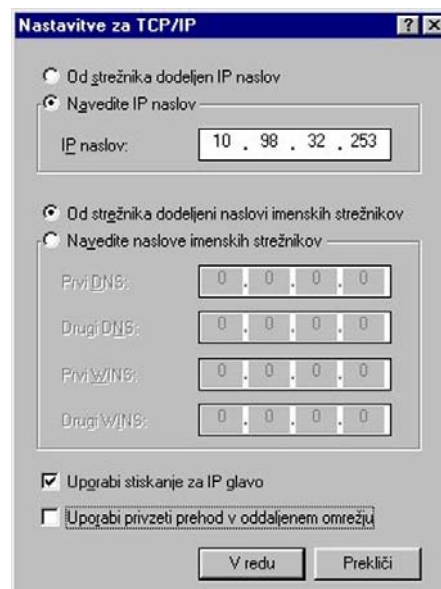 Nastavitve za TCP/IP
Od strežnika dodeljen IP naslov
Navedite IP naslov
IP naslov: 10 . 98 . 32 . 253
Od strežnika dodeljeni naslovi imenskih strežnikov
Navedite naslove imenskih strežnikov
Prvi DNS: 0 . 0 . 0 . 0
Drugi DNS: 0 . 0 . 0 . 0
Prvi WINS: 0 . 0 . 0 . 0
Drugi WINS: 0 . 0 . 0 . 0
Uporabi stiskanje za IP glavo
Uporabi privzeti prehod v oddaljenem omrežju
V redu Prekliči